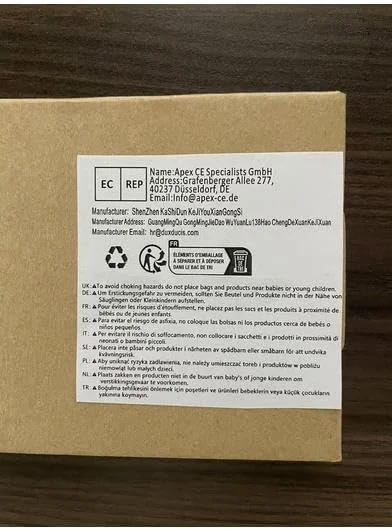 EC REP
Name:Apex CE Specialists GmbH
Address:Grafenberger Allee 277,
40237 Düsseldorf, DE
Email:Info@apex-ce.de
Manufacturer: ShenZhen KaShiDun KeJiYouXianGongSi
Manufacturer Address: GuangMingQu GongMingJieDao WuYuanLu138Hao ChengDeXuanKeJiXuan
Manufacturer Email: hr@duxducis.com
FR
ÉLÉMENTS D'EMBALLAGE
À SÉPARER ET À DÉPOSER
DANS LE BAC DE TRI
BAC
DE
TRI
UK: ▲To avoid choking hazards do not place bags and products near babies or young children.
DE: ▲ Um Erstickungsgefahr zu vermeiden, sollten Sie Beutel und Produkte nicht in der Nähe von
Säuglingen oder Kleinkindern aufstellen.
FR: ▲ Pour éviter les risques d'étouffement, ne placez pas les sacs et les produits à proximité de
bébés ou de jeunes enfants.
ES: ▲ Para evitar el riesgo de asfixia, no coloque las bolsas ni los productos cerca de bebés o
niños pequeños.
IT: ▲ Per evitare il rischio di soffocamento, non collocare i sacchetti e i prodotti in prossimità di
neonati o bambini piccoli.
SE: ▲ Placera inte påsar och produkter i närheten av spädbarn eller småbarn för att undvika
kvävningsrisk.
PL: ▲ Aby uniknąć ryzyka zadławienia, nie należy umieszczać toreb i produktów w pobliżu
niemowląt lub małych dzieci.
NL: ▲ Plaats zakken en producten niet in de buurt van baby's of jonge kinderen om
verstikkingsgevaar te voorkomen.
TR: ▲ Boğulma tehlikesini önlemek için poşetleri ve ürünleri bebeklerin veya küçük çocukların
yakınına koymayın.